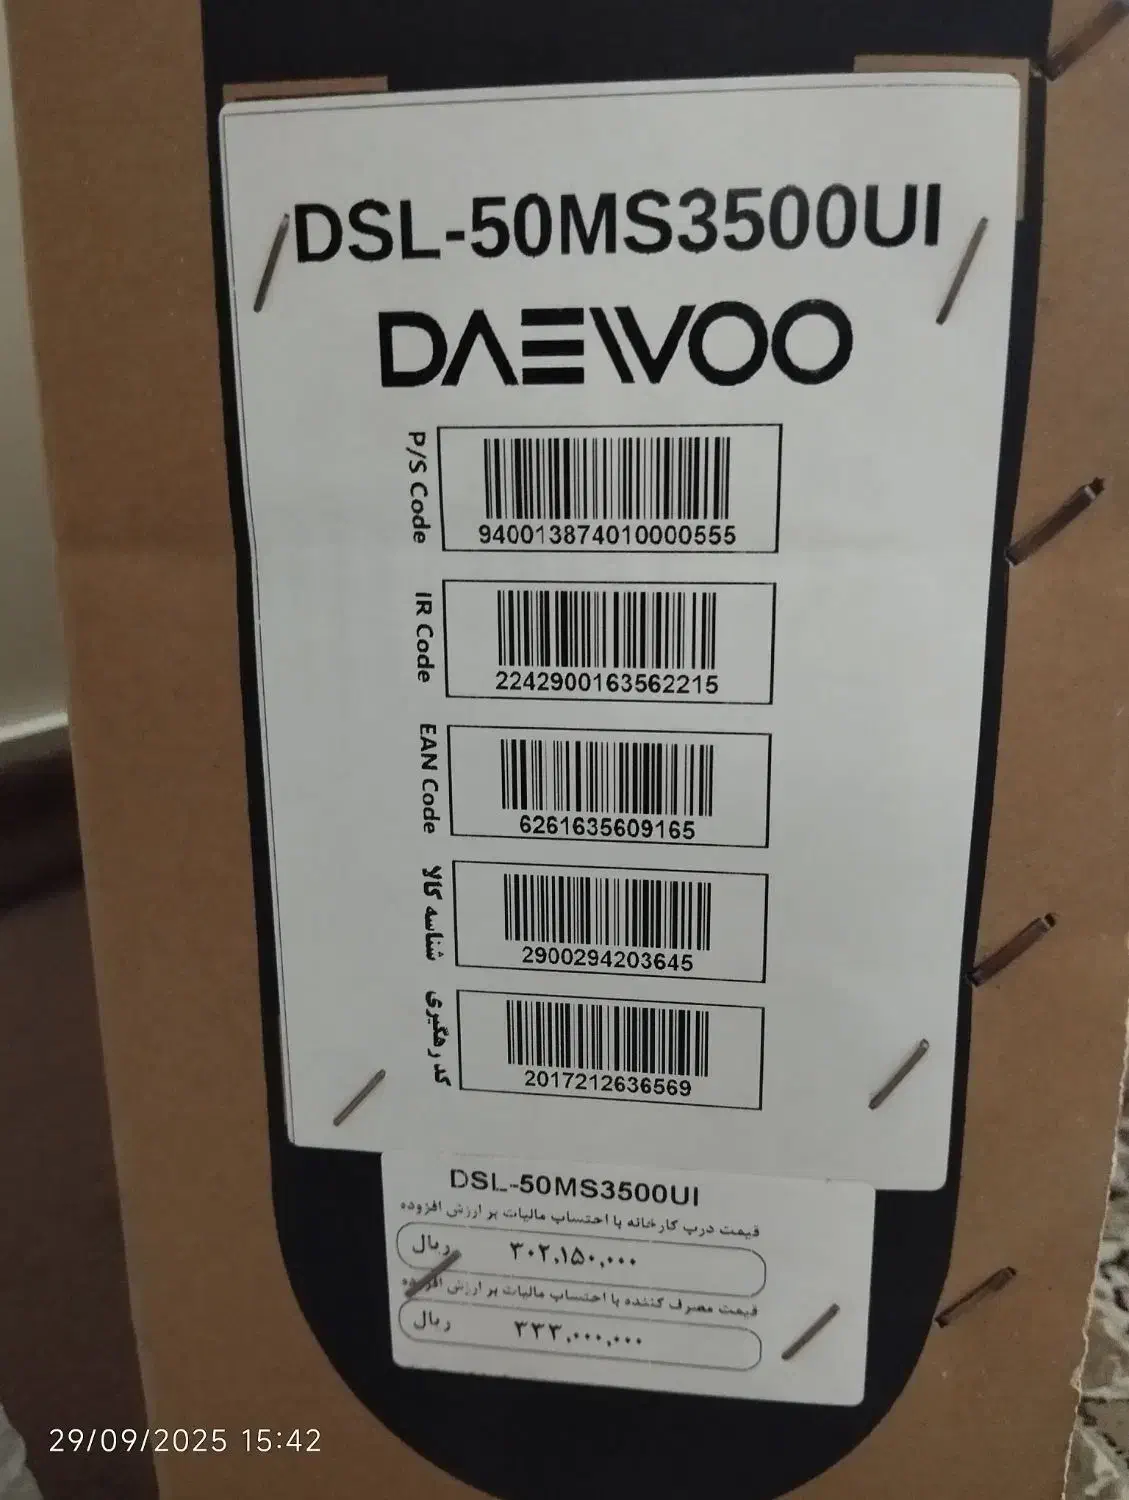 DSL-50MS3500UI
DAEWOO
P/S Code
940013874010000555
IR Code
2242900163562215
EAN Code
6261635609165
شناسه کالا
2900294203645
کد رهگیری
2017212636569
DSL-50MS3500UI
قیمت درب کارخانه با احتساب مالیات بر ارزش افزوده
۳۰۲,۱۵۰,۰۰۰ ریال
قیمت مصرف کننده با احتساب مالیات بر ارزش افزوده
۳۳۳,۰۰۰,۰۰۰ ریال
29/09/2025 15:42